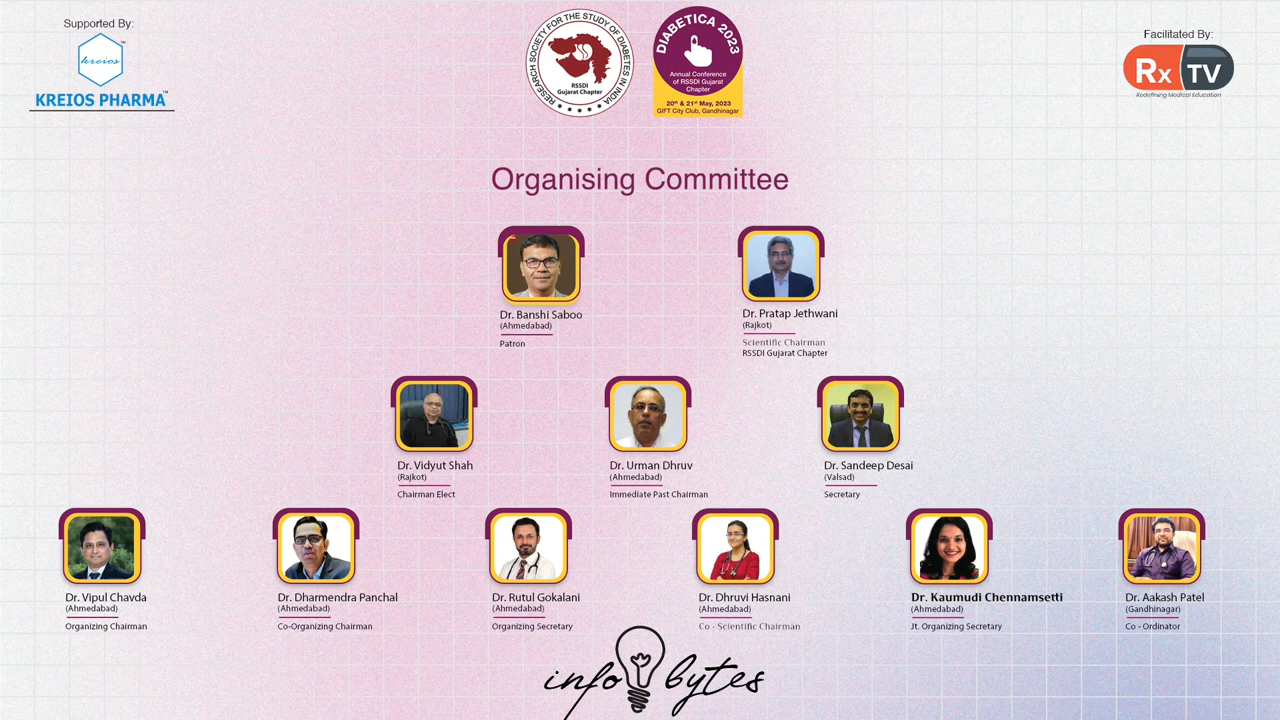 Supported By:
kreios
KREIOS PHARMA™
RESEARCH SOCIETY FOR THE STUDY OF DIABETES IN INDIA
RSSDI
Gujarat Chapter
DIABETICA 2023
Annual Conference
of RSSDI Gujarat
Chapter
20th & 21st May, 2023
GIFT City Club, Gandhinagar
Facilitated By:
Rx TV
Redefining Medical Education
Organising Committee
Dr. Banshi Saboo
(Ahmedabad)
Patron
Dr. Pratap Jethwani
(Rajkot)
Scientific Chairman
RSSDI Gujarat Chapter
Dr. Vidyut Shah
(Rajkot)
Chairman Elect
Dr. Urman Dhruv
(Ahmedabad)
Immediate Past Chairman
Dr. Sandeep Desai
(Valsad)
Secretary
Dr. Vipul Chavda
(Ahmedabad)
Organizing Chairman
Dr. Dharmendra Panchal
(Ahmedabad)
Co-Organizing Chairman
Dr. Rutul Gokalani
(Ahmedabad)
Organizing Secretary
Dr. Dhruvi Hasnani
(Ahmedabad)
Co - Scientific Chairman
Dr. Kaumudi Chennamsetti
(Ahmedabad)
Jt. Organizing Secretary
Dr. Aakash Patel
(Gandhinagar)
Co - Ordinator
info bytes